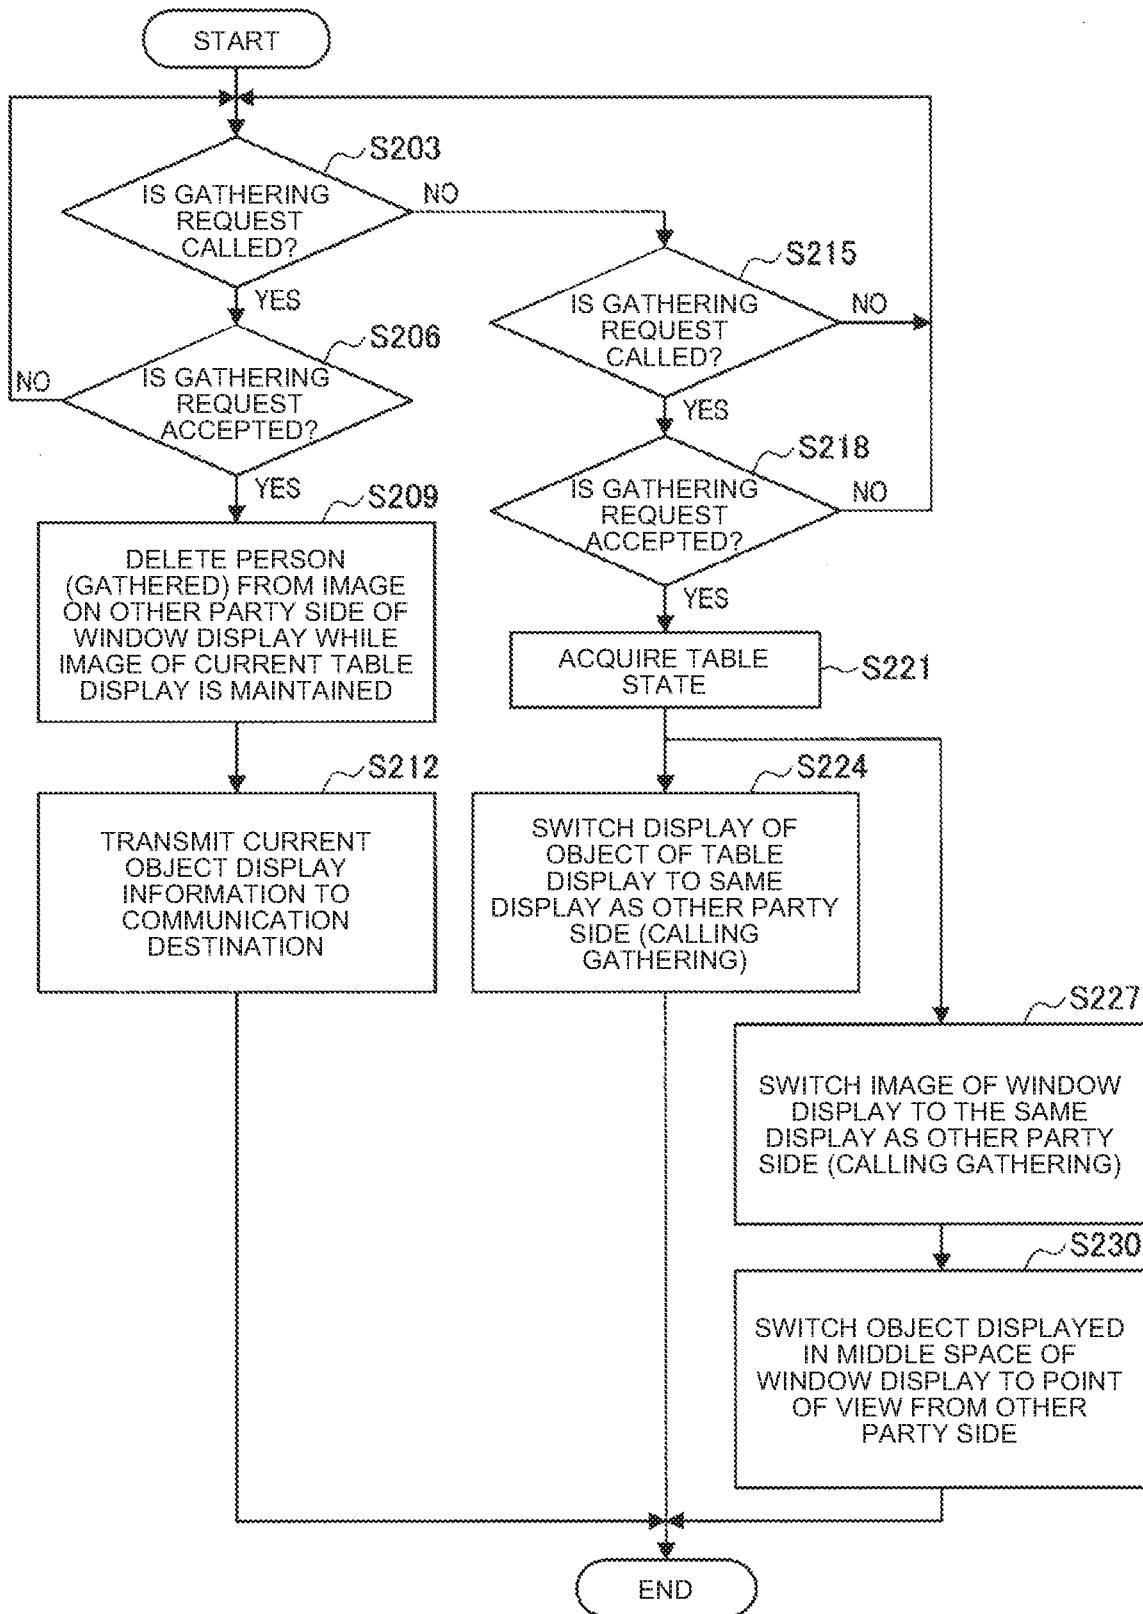 START
S203
IS GATHERING
REQUEST
CALLED?
NO
YES
S215
IS GATHERING
REQUEST
CALLED?
NO
YES
S206
IS GATHERING
REQUEST
ACCEPTED?
NO
YES
S218
IS GATHERING
REQUEST
ACCEPTED?
NO
YES
S209
DELETE PERSON
(GATHERED) FROM IMAGE
ON OTHER PARTY SIDE OF
WINDOW DISPLAY WHILE
IMAGE OF CURRENT TABLE
DISPLAY IS MAINTAINED
ACQUIRE TABLE
STATE
S221
S212
TRANSMIT CURRENT
OBJECT DISPLAY
INFORMATION TO
COMMUNICATION
DESTINATION
S224
SWITCH DISPLAY OF
OBJECT OF TABLE
DISPLAY TO SAME
DISPLAY AS OTHER PARTY
SIDE (CALLING
GATHERING)
S227
SWITCH IMAGE OF WINDOW
DISPLAY TO THE SAME
DISPLAY AS OTHER PARTY
SIDE (CALLING GATHERING)
S230
SWITCH OBJECT DISPLAYED
IN MIDDLE SPACE OF
WINDOW DISPLAY TO POINT
OF VIEW FROM OTHER
PARTY SIDE
END